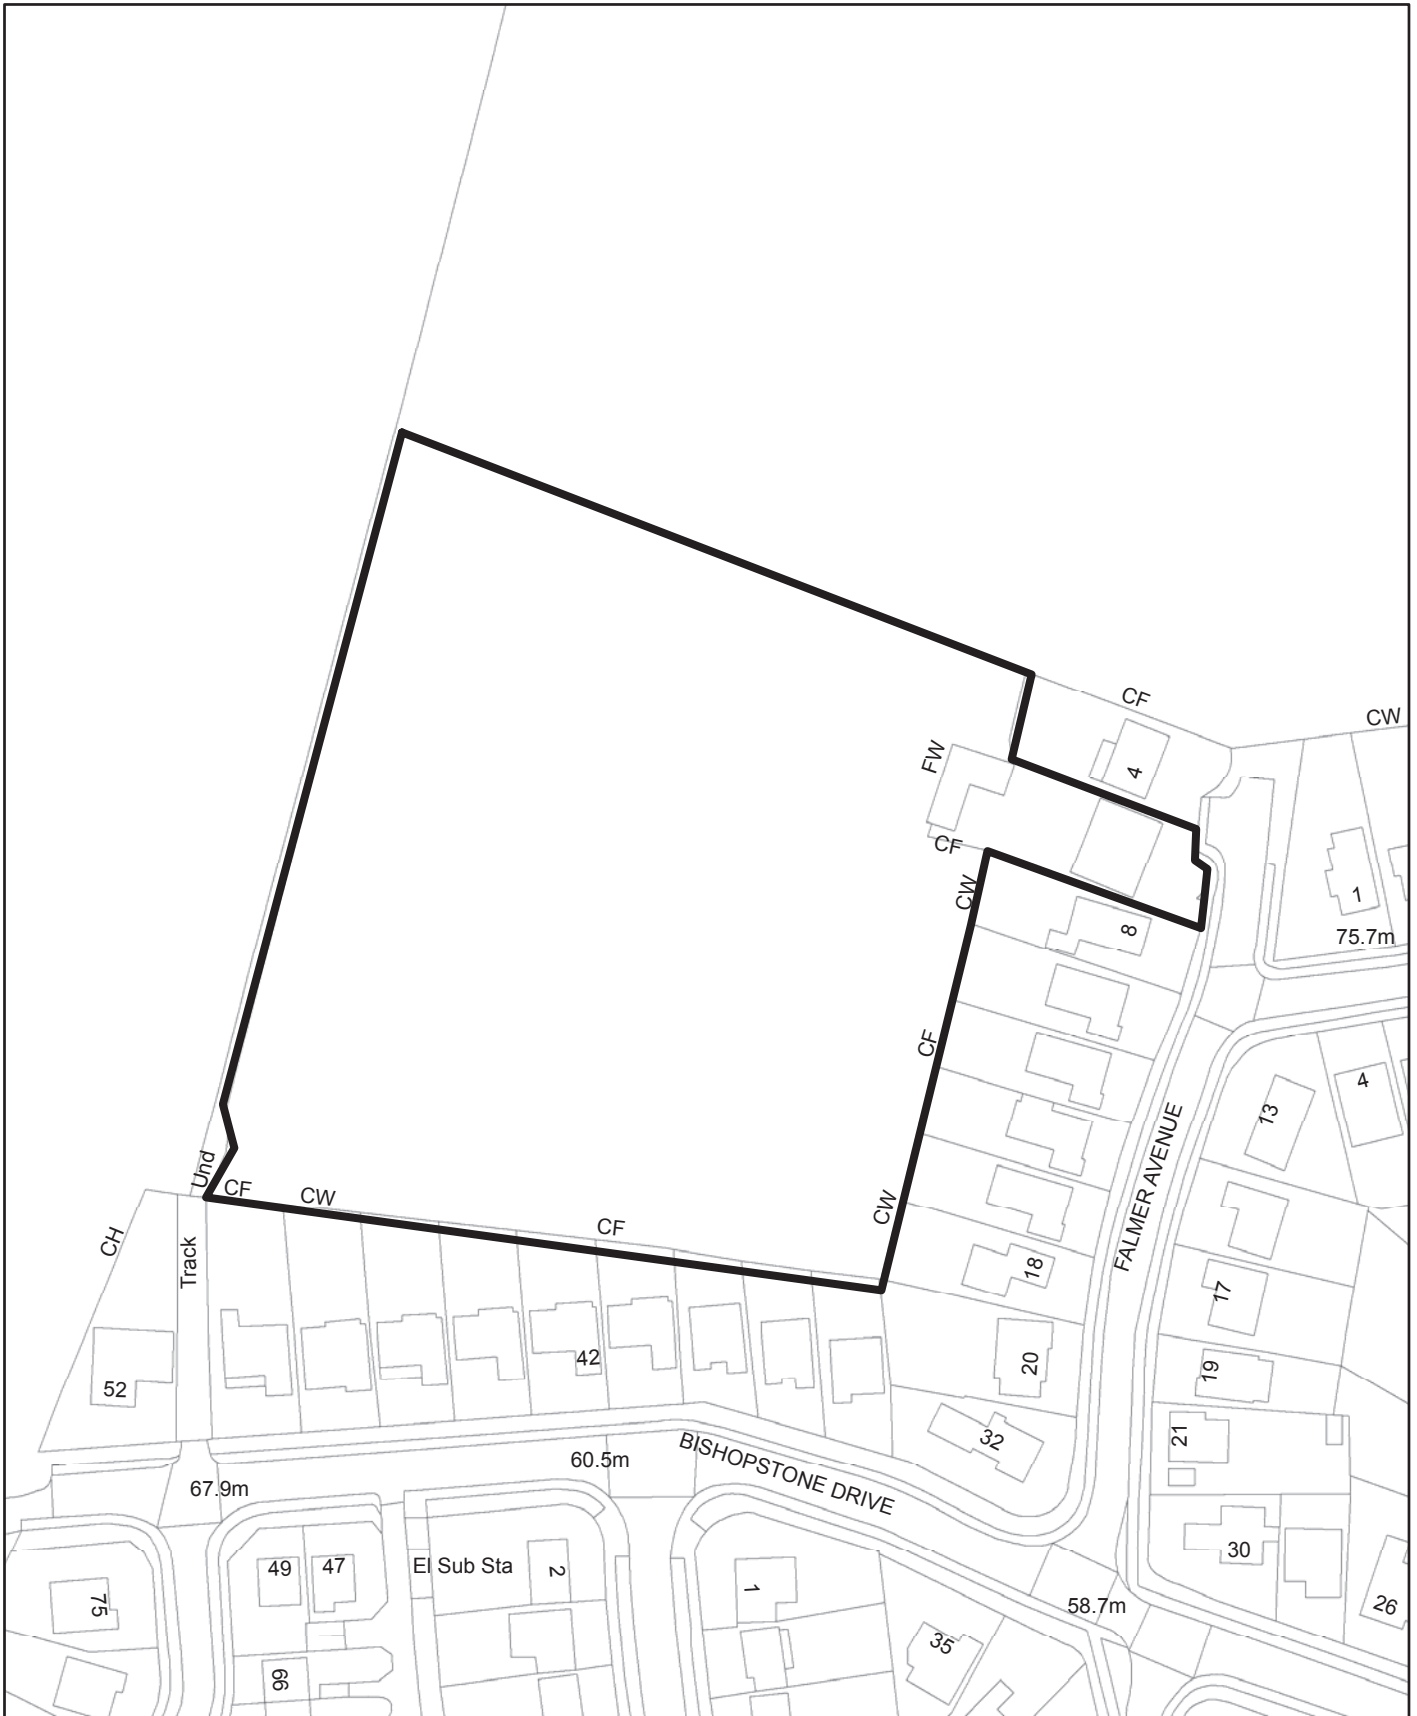 CF
CW
FW
4
CF
CW
1
75.7m
8
CF
4
13
FALMER AVENUE
Und
CF
CW
CF
CW
CH
Track
18
17
42
20
19
52
32
21
BISHOPSTONE DRIVE
60.5m
67.9m
30
49
47
El Sub Sta
2
1
75
58.7m
26
35
66